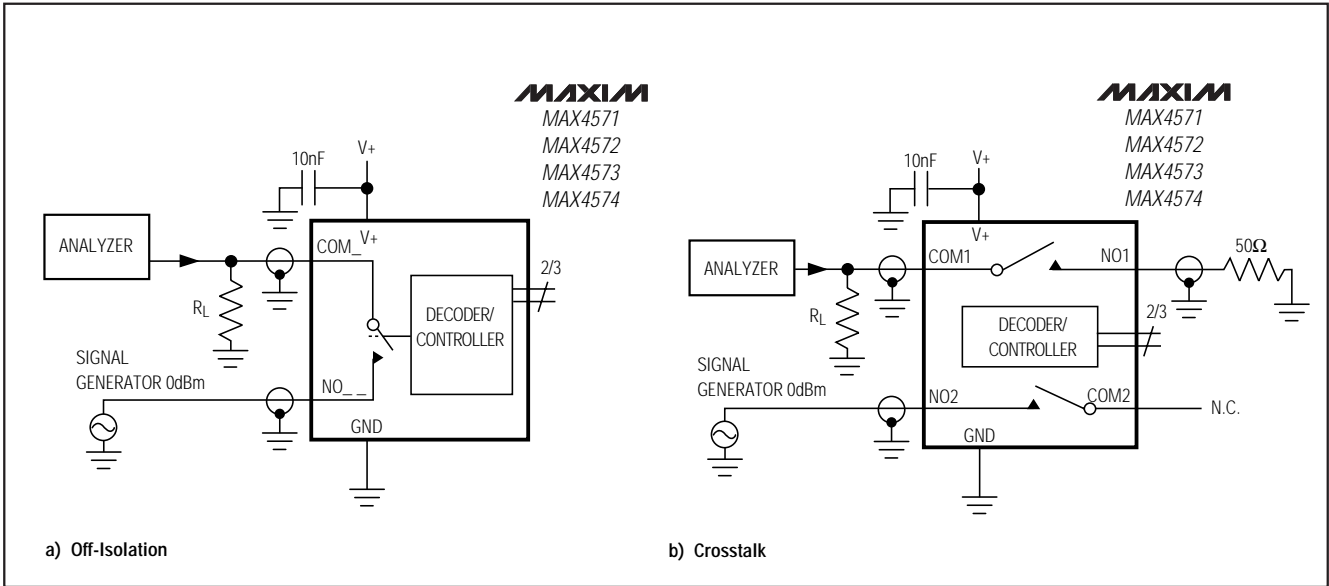 MAXIM
MAX4571
MAX4572
MAX4573
MAX4574
10nF
V+
ANALYZER
COM_
V+
2/3
RL
DECODER/
CONTROLLER
SIGNAL
GENERATOR 0dBm
NO_ _
GND
a) Off-Isolation
MAXIM
MAX4571
MAX4572
MAX4573
MAX4574
10nF
V+
V+
50Ω
ANALYZER
COM1
NO1
2/3
RL
DECODER/
CONTROLLER
SIGNAL
GENERATOR 0dBm
NO2
COM2
N.C.
GND
b) Crosstalk